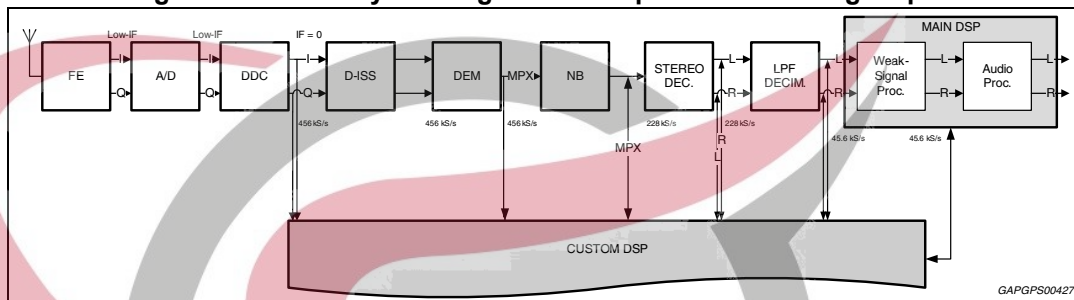 MAIN DSP
Low-IF
Low-IF
IF = 0
FE
I
Q
A/D
I
Q
DDC
I
Q
D-ISS
DEM
MPX
NB
STEREO
DEC.
L
R
LPF
DECIM.
L
R
Weak-
Signal
Proc.
L
R
Audio
Proc.
L
R
456 kS/s
456 kS/s
456 kS/s
228 kS/s
228 kS/s
45.6 kS/s
45.6 kS/s
MPX
R
L
CUSTOM DSP
GAPGPS00427